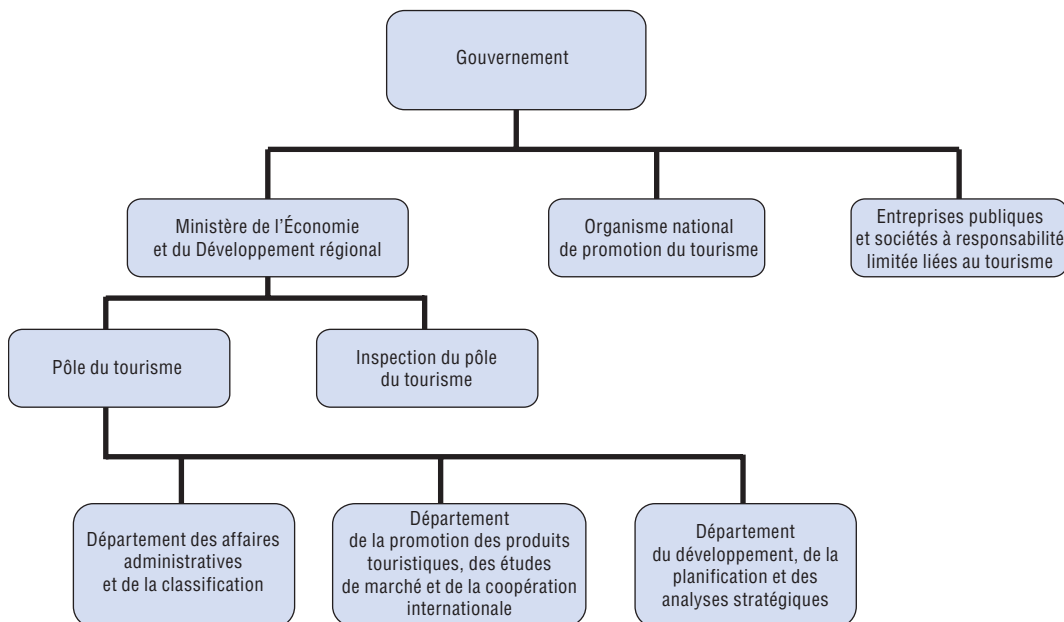 Gouvernement
Ministère de l'Économie
et du Développement régional
Organisme national
de promotion du tourisme
Entreprises publiques
et sociétés à responsabilité
limitée liées au tourisme
Pôle du tourisme
Inspection du pôle
du tourisme
Département des affaires
administratives
et de la classification
Département
de la promotion des produits
touristiques, des études
de marché et de la coopération
internationale
Département
du développement, de la
planification et des
analyses stratégiques